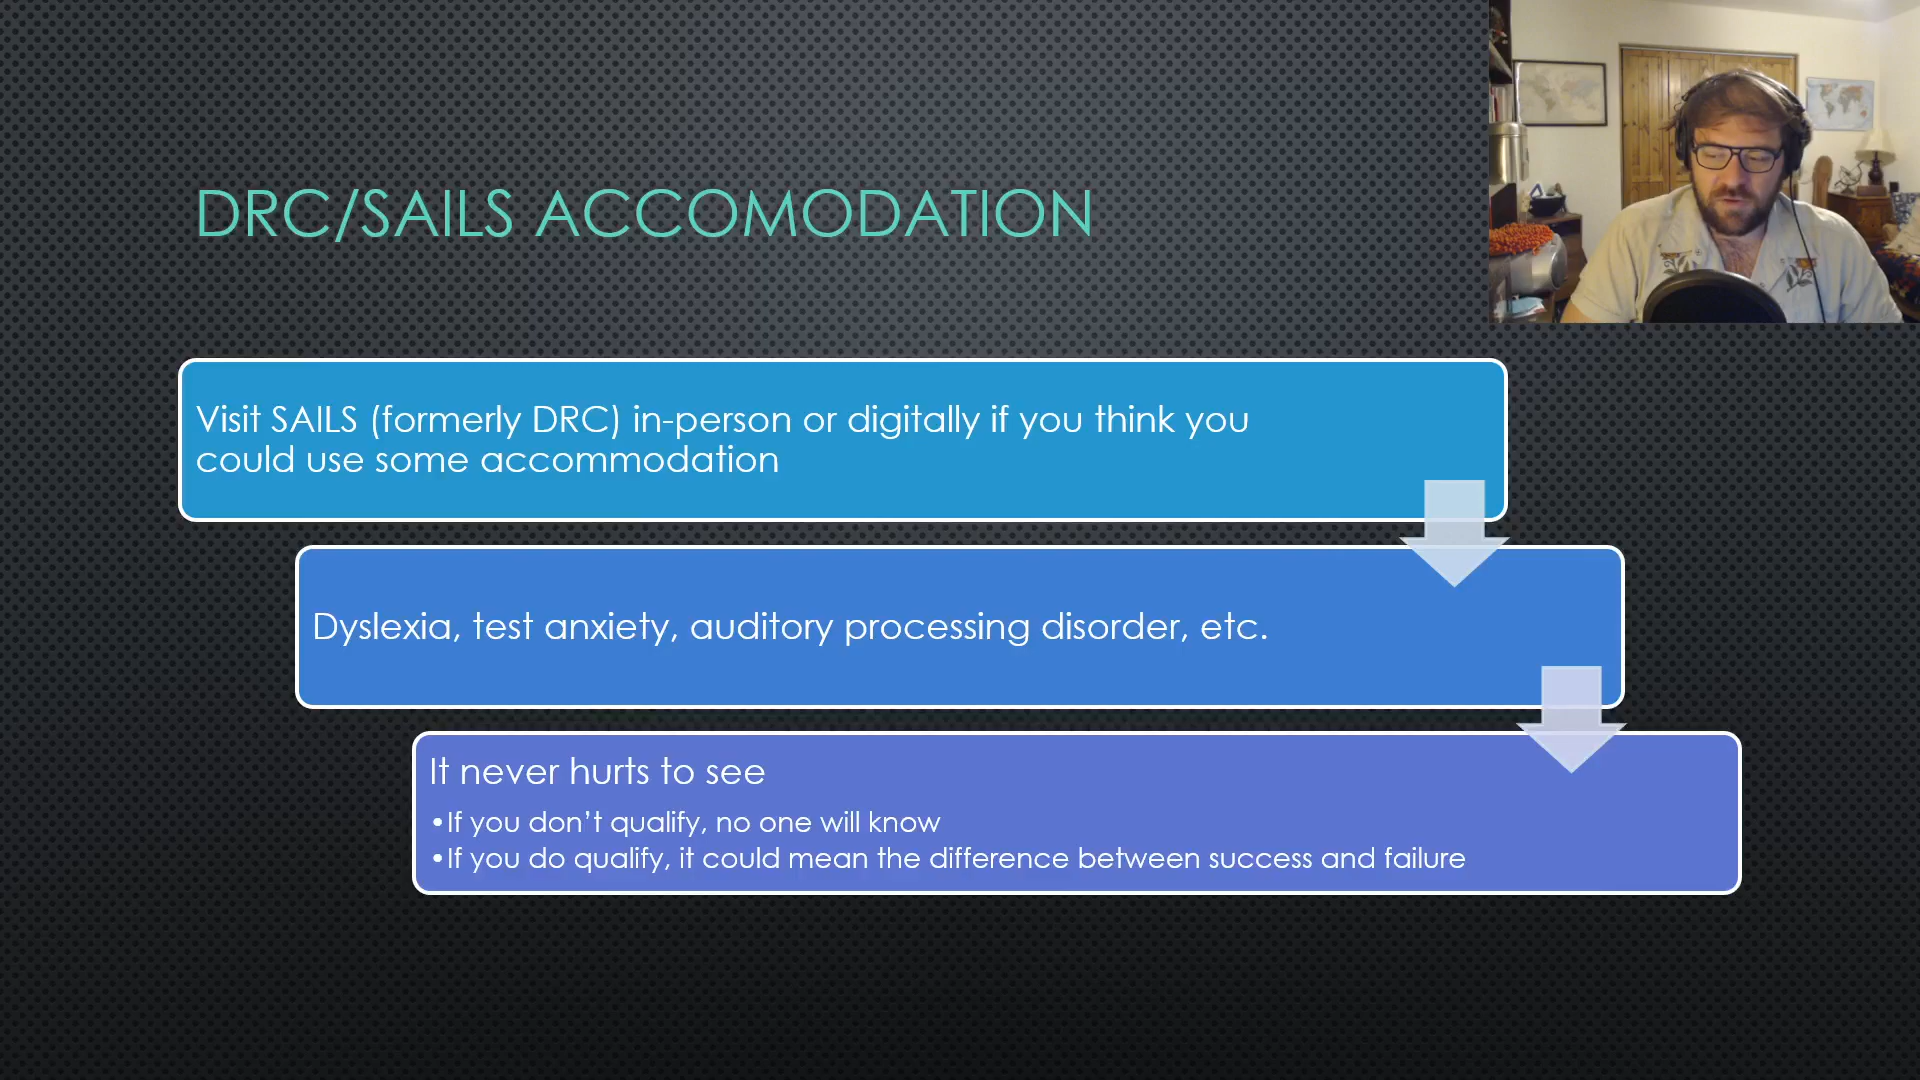 DRC/SAILS ACCOMODATION
Visit SAILS (formerly DRC) in-person or digitally if you think you
could use some accommodation
Dyslexia, test anxiety, auditory processing disorder, etc.
It never hurts to see
•If you don’t qualify, no one will know
•If you do qualify, it could mean the difference between success and failure